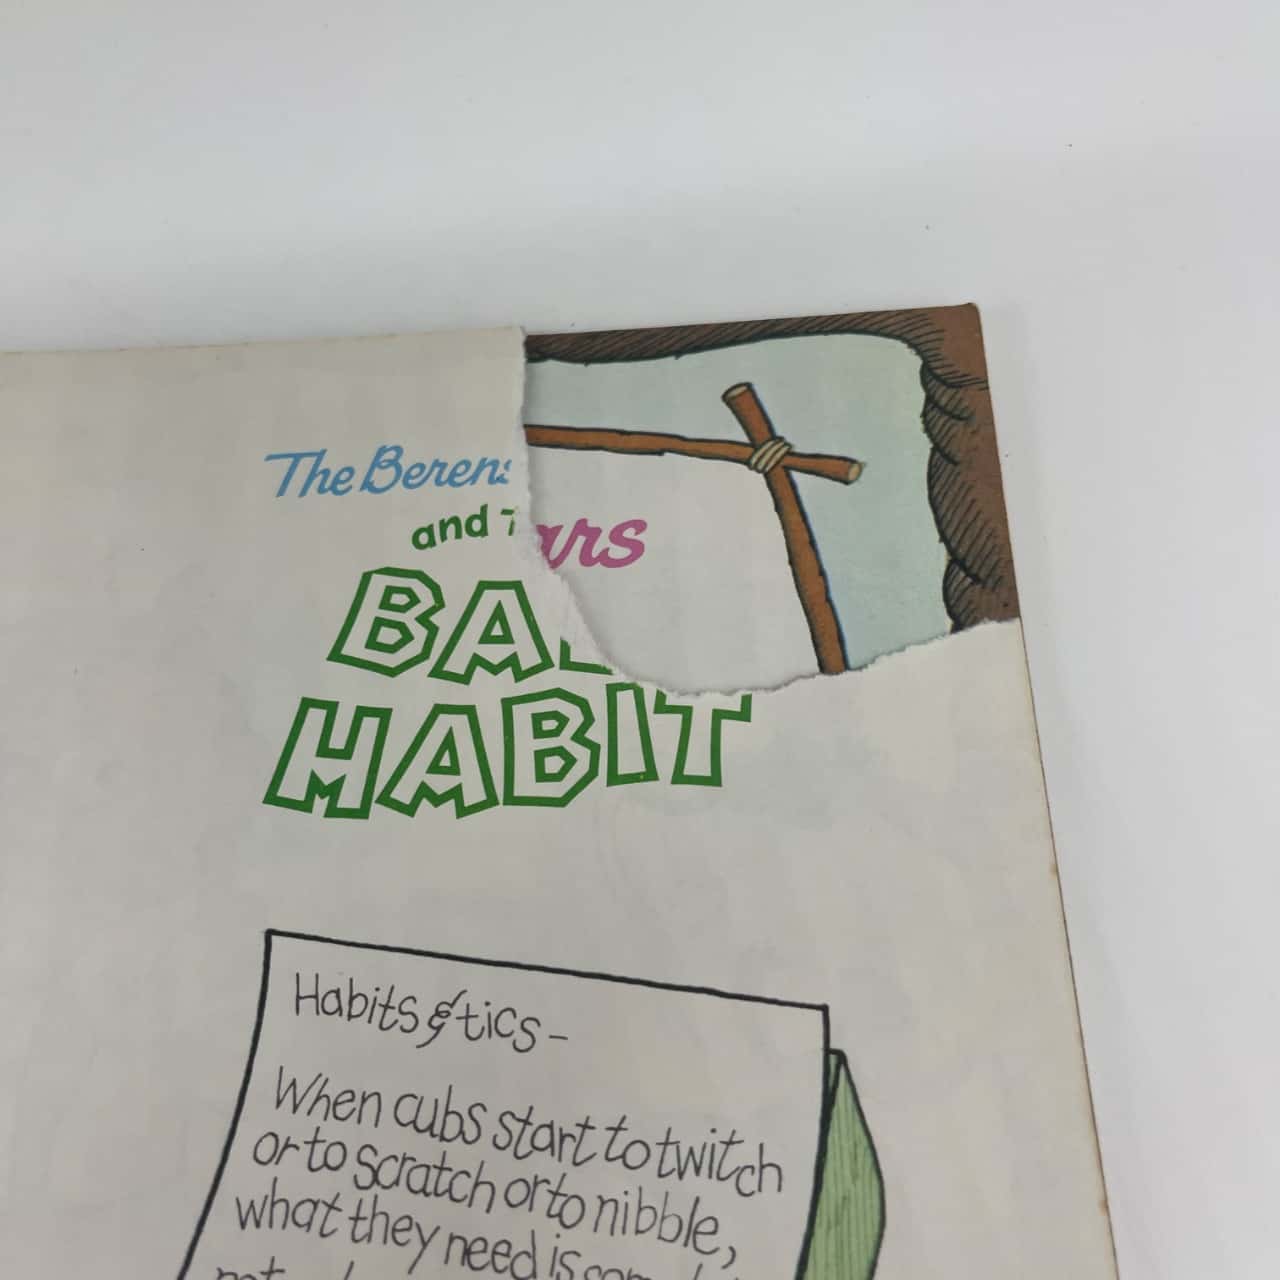 The Berens
and T
ars
BAD
HABIT
Habits & tics –
When cubs start to twitch
or to scratch or to nibble,
what they need is